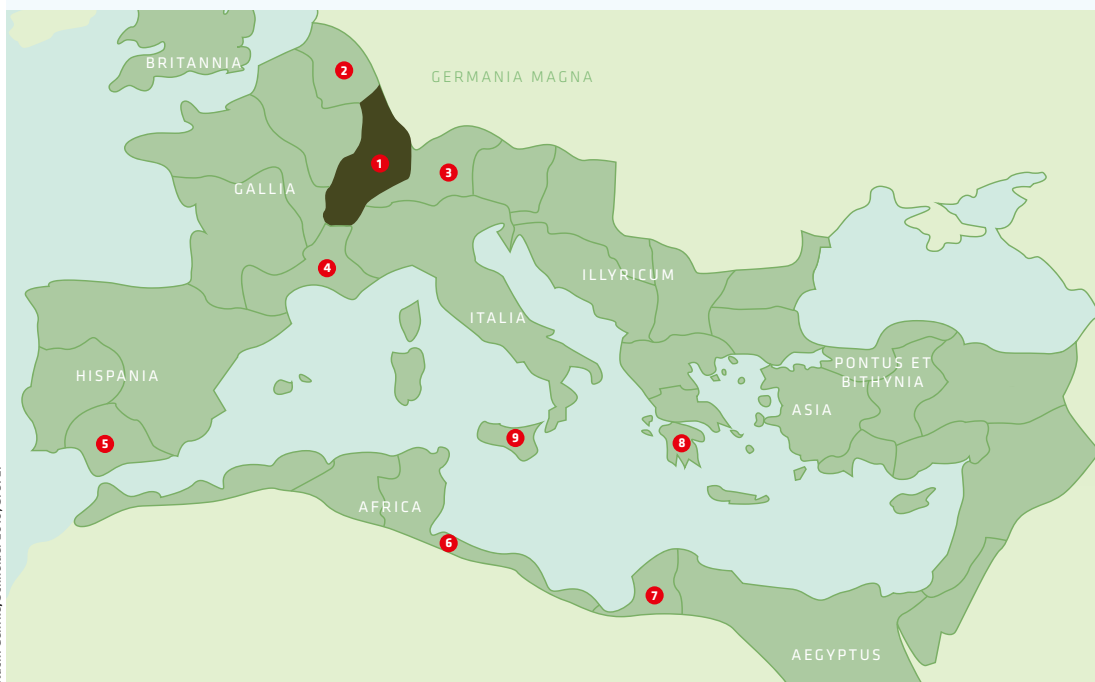 BRITANNIA
2
GERMANIA MAGNA
1
3
GALLIA
4
ILLYRICUM
ITALIA
HISPANIA
PONTUS ET
BITHYNIA
ASIA
5
9
8
AFRICA
6
7
AEGYPTUS